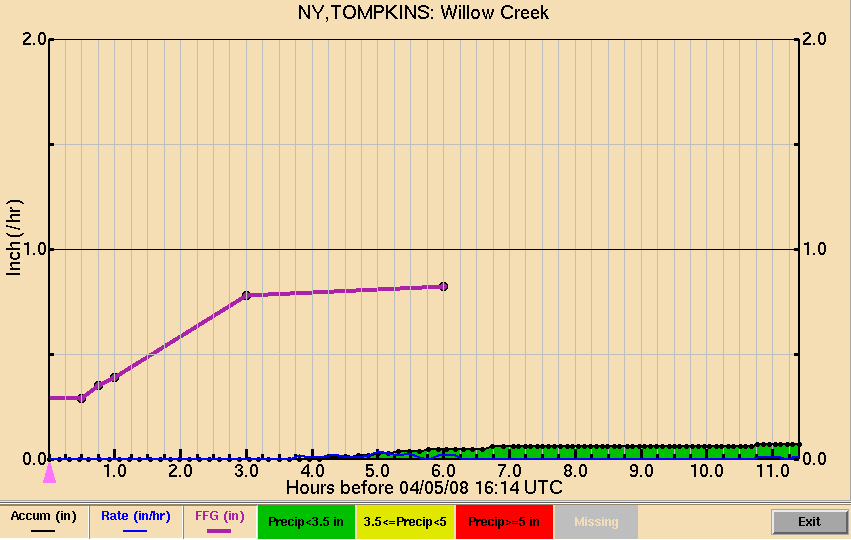 NY,TOMPKINS: Willow Creek
2.0 2.0
Inch(/hr)
1.0 1.0
0.0 1.0 2.0 3.0 4.0 5.0 6.0 7.0 8.0 9.0 10.0 11.0 0.0
Hours before 04/05/08 16:14 UTC
Accum (in) Rate (in/hr) FFG (in) Precip<3.5 in 3.5<=Precip<5 Precip>=5 in Missing Exit